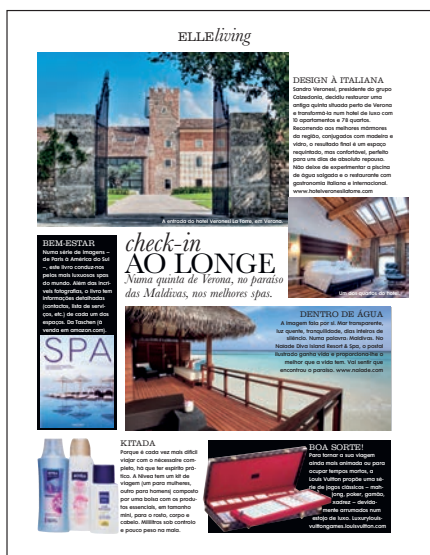 ELLEliving
DESIGN À ITALIANA
Sandro Veronesi, presidente do grupo
Calzedonia, decidiu restaurar uma
antiga quinta situada perto de Verona
e transformá-la num hotel de luxo com
10 apartamentos e 78 quartos.
Recorrendo aos melhores mármores
da região, conjugados com madeira e
vidro, o resultado final é um espaço
requintado, mas confortável, perfeito
para uns dias de absoluto repouso.
Não deixe de experimentar a piscina
de água salgada e o restaurante com
gastronomia italiana e internacional.
www.hotelveronesilatorre.com
A entrada do hotel Veronesi La Torre, em Verona.
Um dos quartos do hotel
check-in
AO LONGE
Numa quinta de Verona, no paraíso
das Maldivas, nos melhores spas.
BEM-ESTAR
Numa série de imagens –
de Paris à América do Sul
–, este livro conduz-nos
pelos mais luxuosos spas
do mundo. Além das incrí-
veis fotografias, o livro tem
informações detalhadas
(contactos, lista de servi-
ços, etc.) de cada um dos
espaços. Da Taschen (à
venda em amazon.com).
SPA
DENTRO DE ÁGUA
A imagem fala por si. Mar transparente,
luz quente, tranquilidade, dias inteiros de
silêncio. Numa palavra: Maldivas. No
Naiade Diva Island Resort & Spa, o postal
ilustrado ganha vida e proporciona-lhe o
melhor que a vida tem. Vai sentir que
encontrou o paraíso. www.naiade.com
KITADA
Porque é cada vez mais difícil
viajar com o nécessaire com-
pleto, há que ter espírito prá-
tico. A Nivea tem um kit de
viagem (um para mulheres,
outro para homens) composto
por uma bolsa com os produ-
tos essenciais, em tamanho
mini, para o rosto, corpo e
cabelo. Mililitros sob controlo
e pouco peso na mala.
NIVEA
BOA SORTE!
Para tornar a sua viagem
ainda mais animada ou para
ocupar tempos mortos, a
Louis Vuitton propõe uma sé-
rie de jogos clássicos – mah-
jong, poker, gamão,
xadrez – devida-
mente arrumados num
estojo de luxo. Luxurylouis-
vuittongames.louisvuitton.com